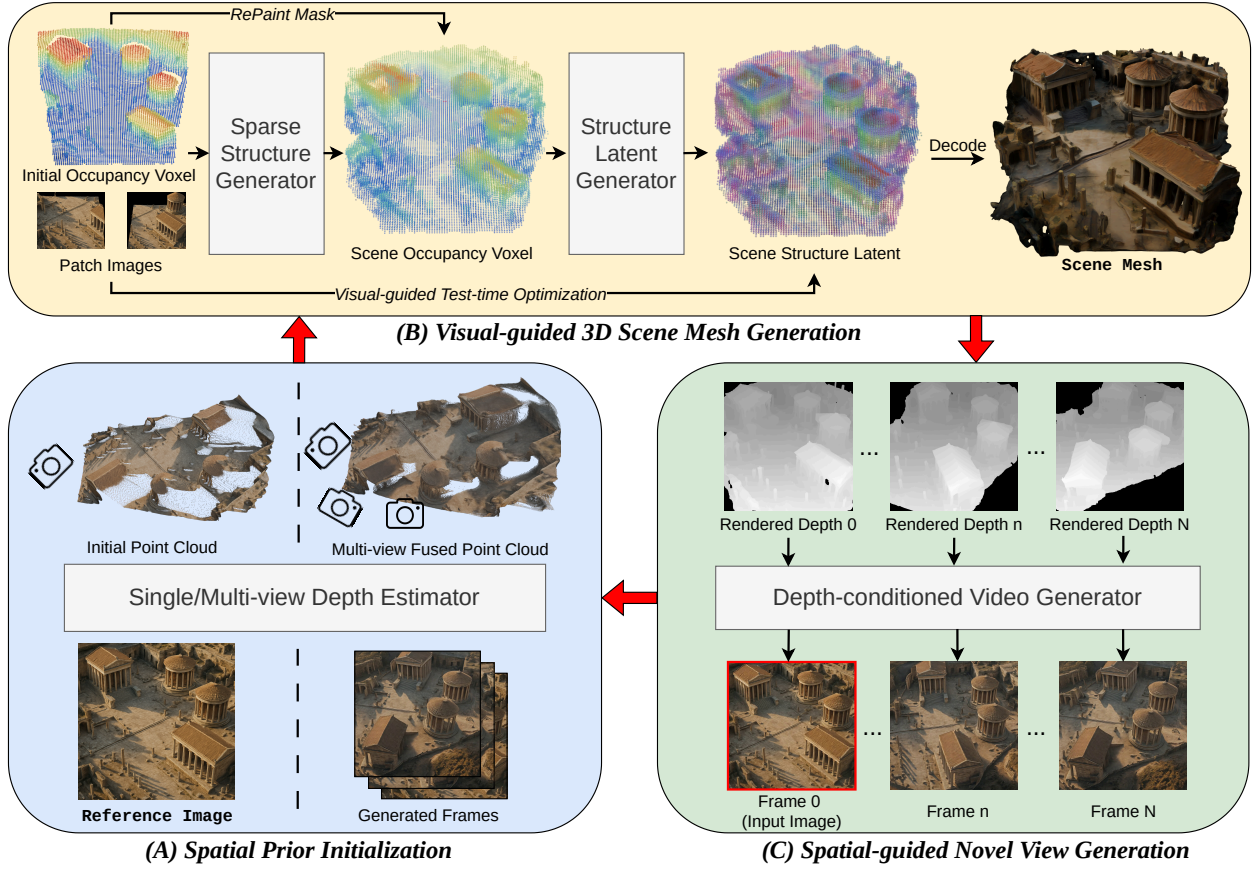 RePaint Mask
Initial Occupancy Voxel
Patch Images
Sparse
Structure
Generator
Scene Occupancy Voxel
Structure
Latent
Generator
Scene Structure Latent
Decode
Scene Mesh
Visual-guided Test-time Optimization
(B) Visual-guided 3D Scene Mesh Generation
Initial Point Cloud
Multi-view Fused Point Cloud
Single/Multi-view Depth Estimator
Reference Image
Generated Frames
(A) Spatial Prior Initialization
... ...
Rendered Depth 0
Rendered Depth n
Rendered Depth N
Depth-conditioned Video Generator
... ...
Frame 0
(Input Image)
Frame n
Frame N
(C) Spatial-guided Novel View Generation